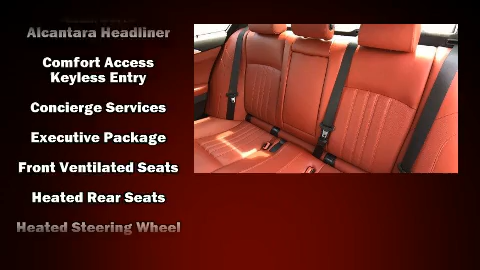 Alcantara Headliner
Comfort Access
Keyless Entry
Concierge Services
Executive Package
Front Ventilated Seats
Heated Rear Seats
Heated Steering Wheel